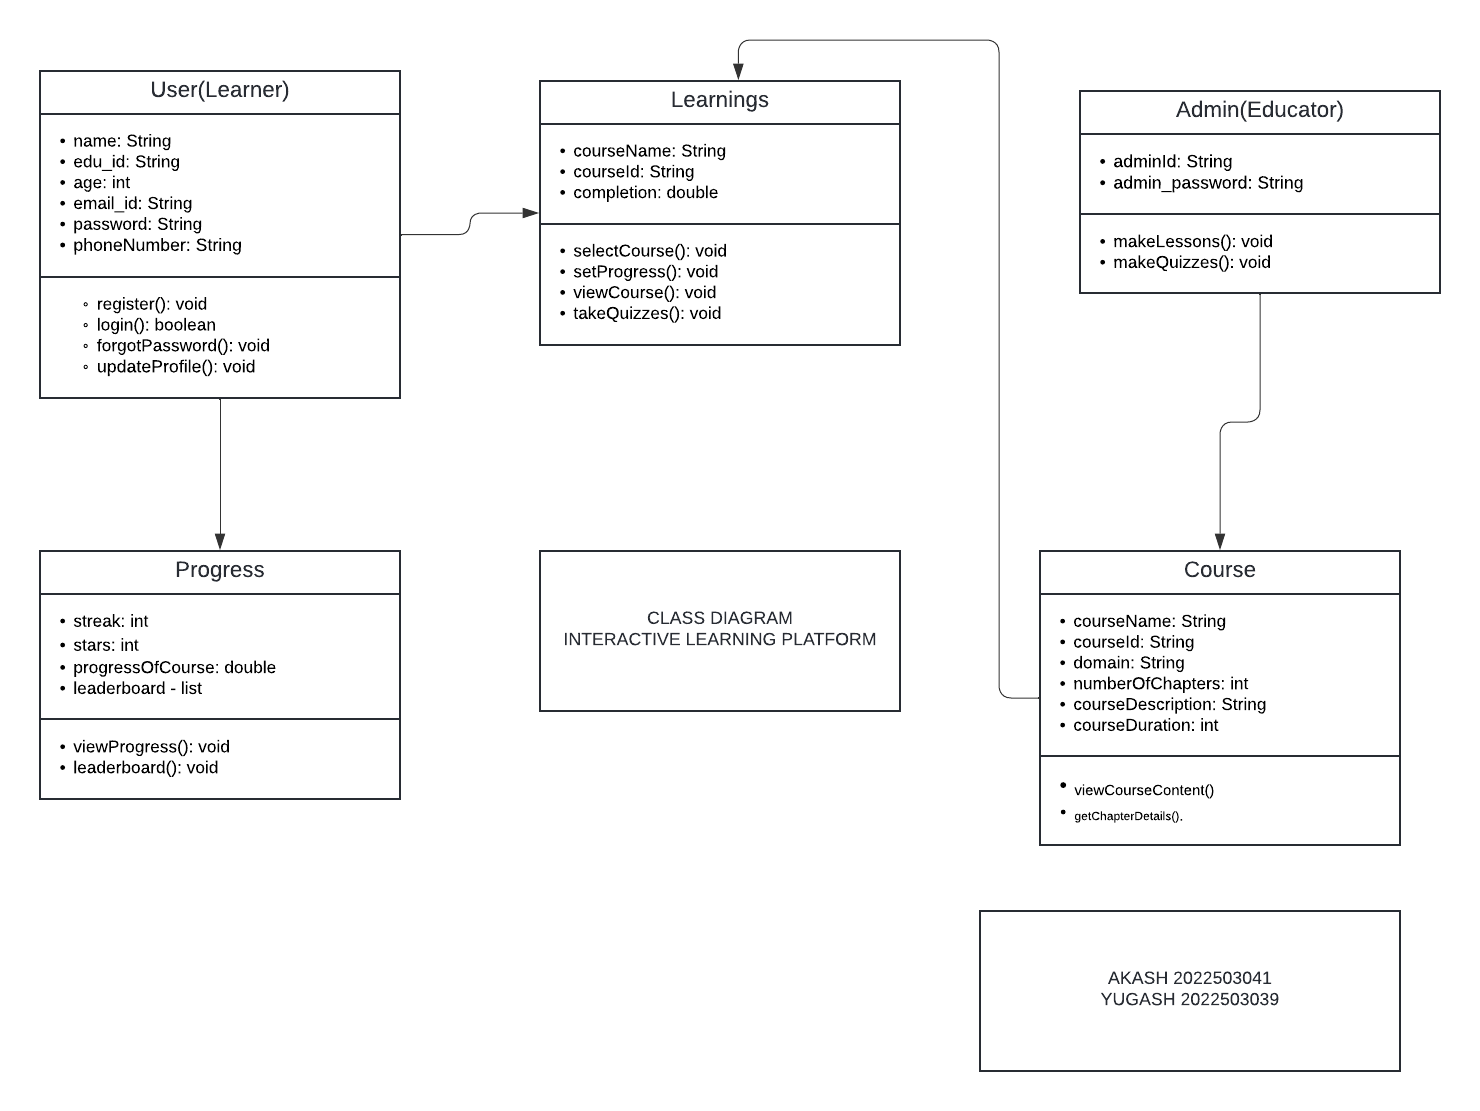 User(Learner)
• name: String
• edu_id: String
• age: int
• email_id: String
• password: String
• phoneNumber: String
◦ register(): void
◦ login(): boolean
◦ forgotPassword(): void
◦ updateProfile(): void
Learnings
• courseName: String
• courseId: String
• completion: double
• selectCourse(): void
• setProgress(): void
• viewCourse(): void
• takeQuizzes(): void
Admin(Educator)
• adminId: String
• admin_password: String
• makeLessons(): void
• makeQuizzes(): void
Progress
• streak: int
• stars: int
• progressOfCourse: double
• leaderboard - list
• viewProgress(): void
• leaderboard(): void
CLASS DIAGRAM
INTERACTIVE LEARNING PLATFORM
Course
• courseName: String
• courseId: String
• domain: String
• numberOfChapters: int
• courseDescription: String
• courseDuration: int
• viewCourseContent()
• getChapterDetails().
AKASH 2022503041
YUGASH 2022503039